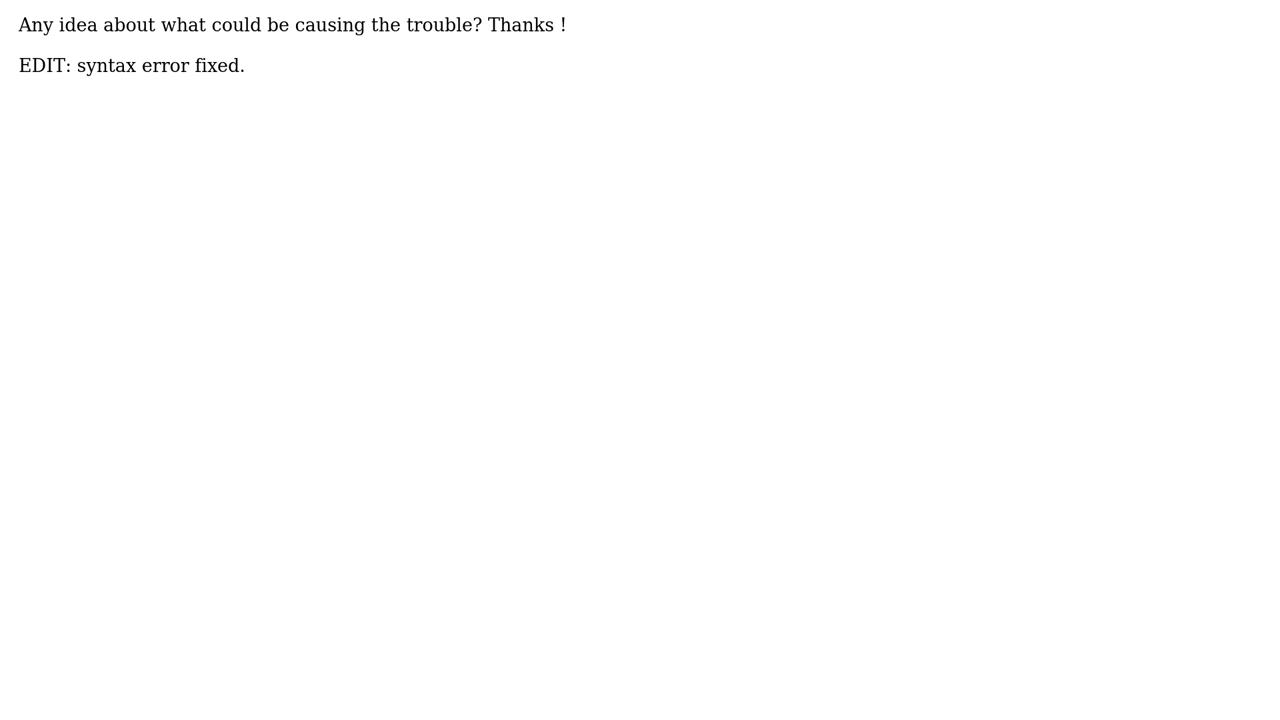 Any idea about what could be causing the trouble? Thanks !
EDIT: syntax error fixed.